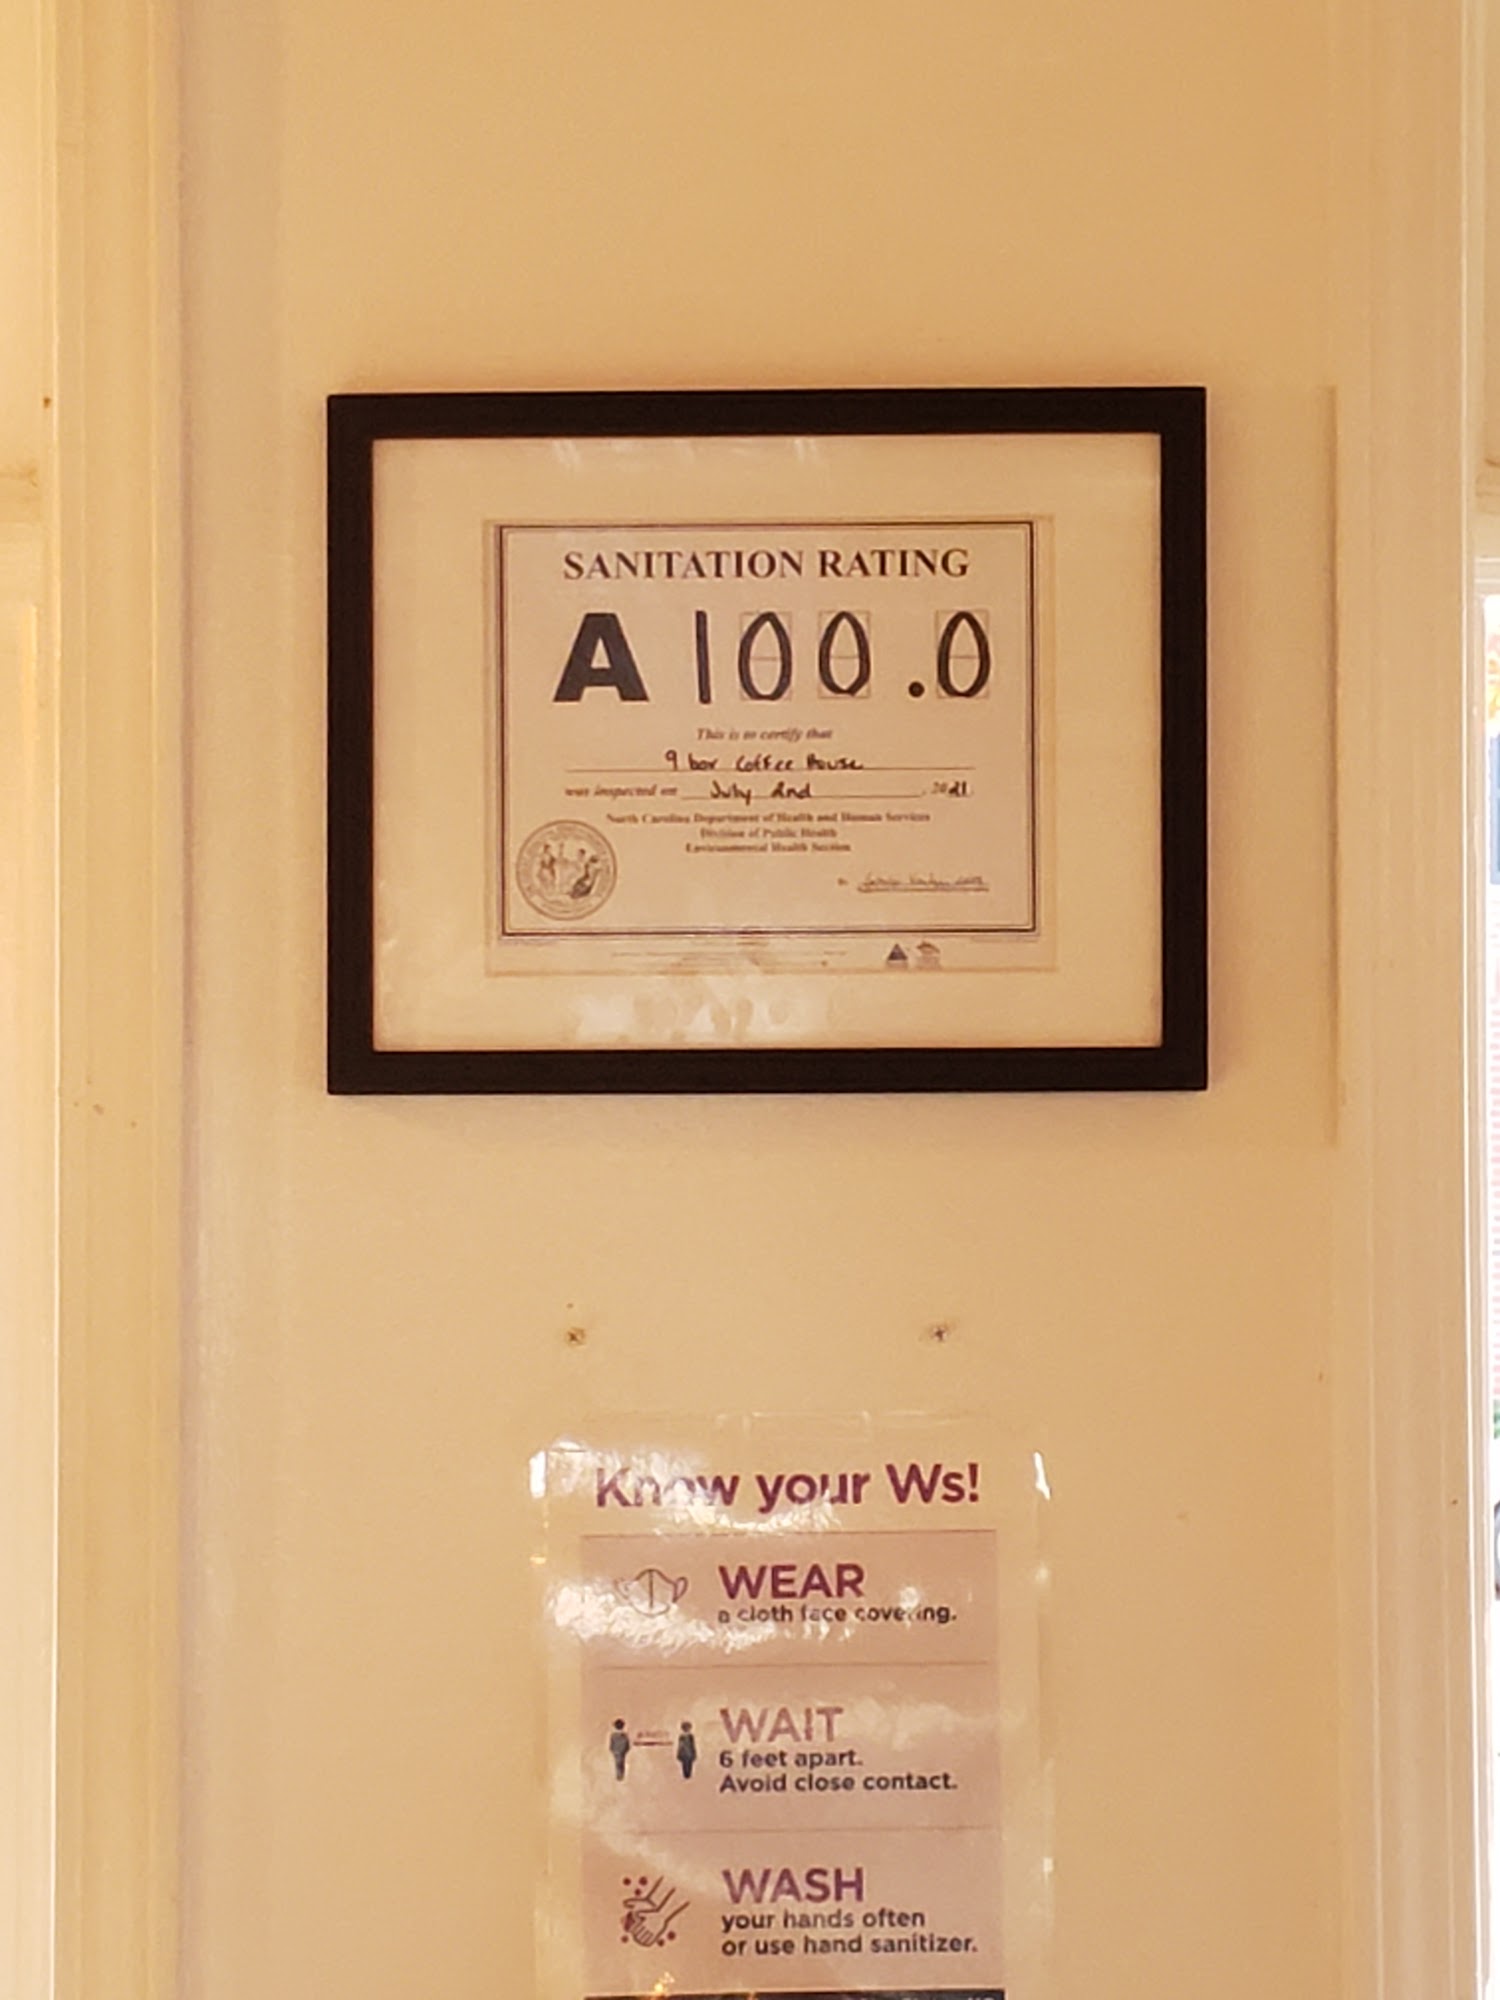 SANITATION RATING
A 100.0
This is to certify that
9 bar Coffee House
was inspected on July 2nd, 2021
North Carolina Department of Health and Human Services
Division of Public Health
Environmental Health Section
Know your Ws!
WEAR
a cloth face covering.
WAIT
6 feet apart.
Avoid close contact.
WASH
your hands often
or use hand sanitizer.